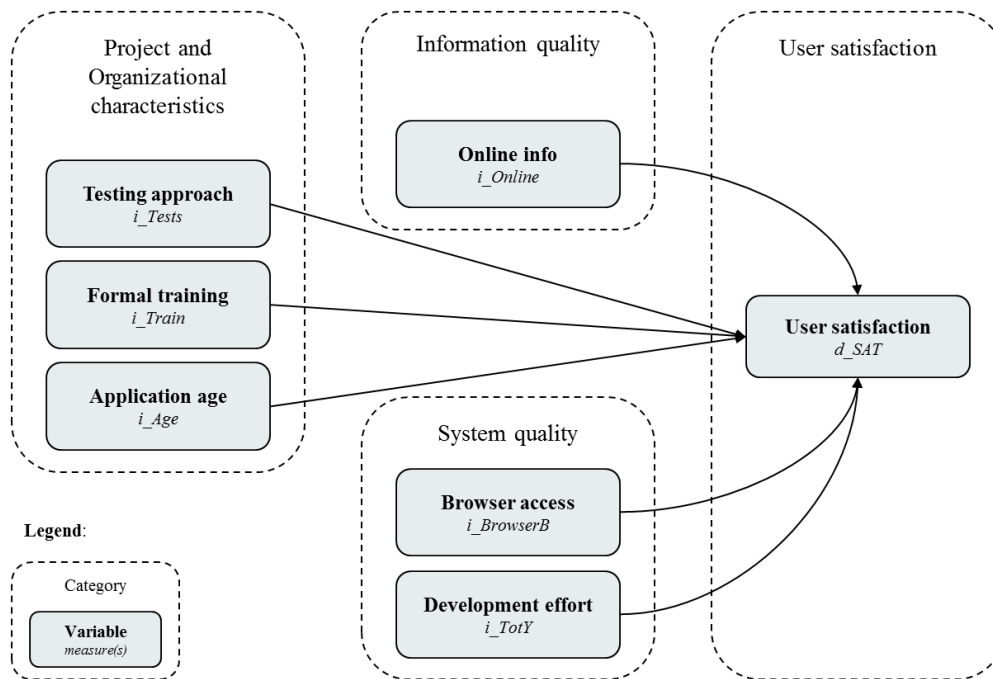 Project and
Organizational
characteristics
Testing approach
i_Tests
Formal training
i_Train
Application age
i_Age
Information quality
Online info
i_Online
System quality
Browser access
i_BrowserB
Development effort
i_TotY
User satisfaction
User satisfaction
d_SAT
Legend:
Category
Variable
measure(s)